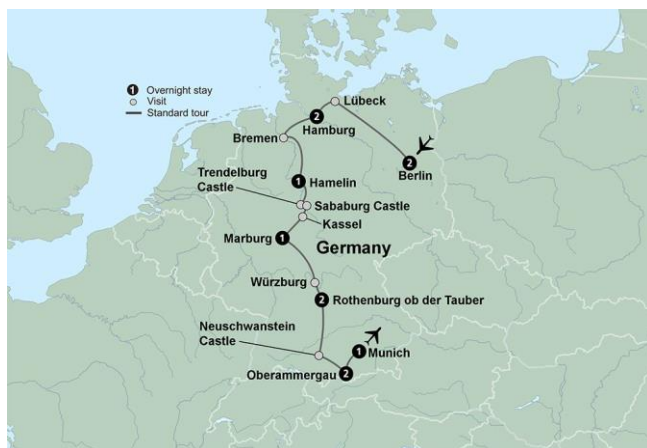 1 Overnight stay
Visit
Standard tour
Lübeck
2
Hamburg
Bremen
2
Berlin
Trendelburg
Castle
1 Hamelin
Sababurg Castle
Kassel
Marburg 1
Germany
Würzburg
2 Rothenburg ob der Tauber
Neuschwanstein
Castle
1 Munich
Oberammergau 2